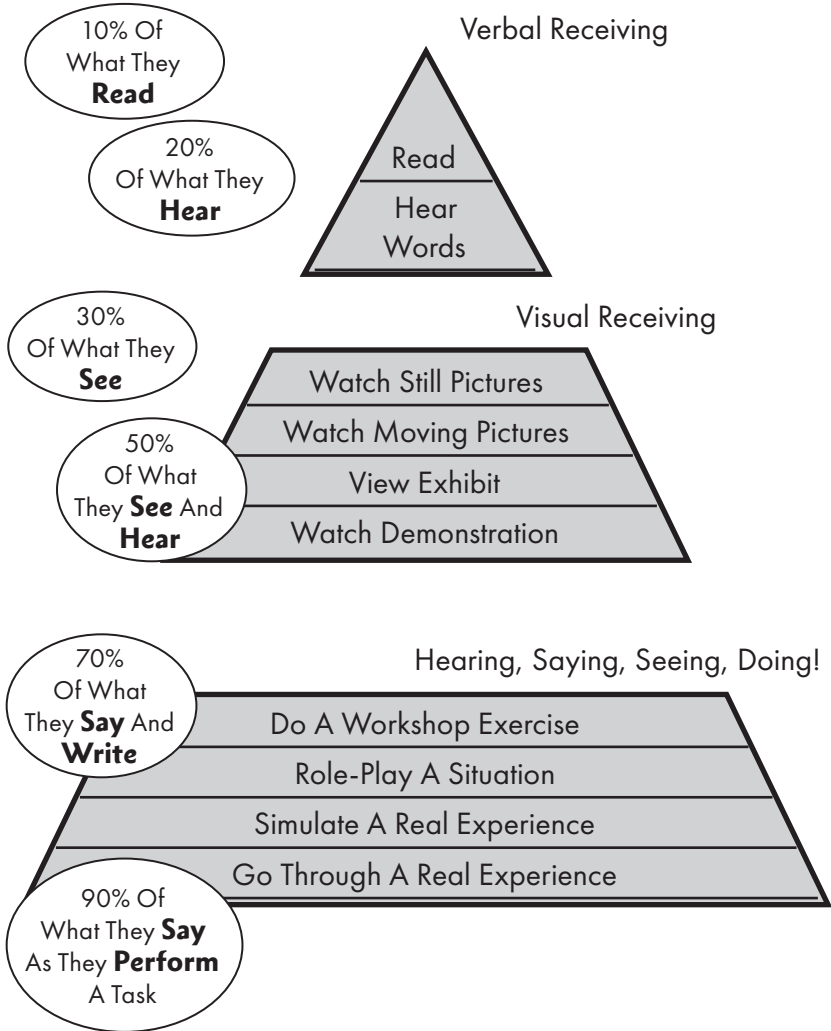 10% Of
What They
Read
Verbal Receiving
20%
Of What They
Hear
Read
Hear
Words
30%
Of What They
See
Visual Receiving
Watch Still Pictures
Watch Moving Pictures
View Exhibit
Watch Demonstration
50%
Of What
They See And
Hear
70%
Of What
They Say And
Write
Hearing, Saying, Seeing, Doing!
Do A Workshop Exercise
Role-Play A Situation
Simulate A Real Experience
Go Through A Real Experience
90% Of
What They Say
As They Perform
A Task